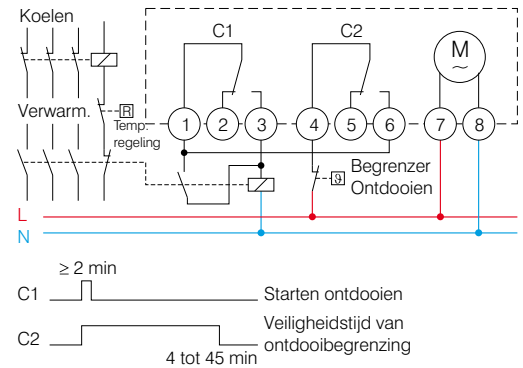 Koelen
C1
C2
M
~
Verwarm.
R
Temp.
regeling
1 2 3 4 5 6 7 8
ϑ
Begrenzer
Ontdooien
L
N
≥ 2 min
C1
Starten ontdooien
C2
Veiligheidstijd van
ontdooibegrenzing
4 tot 45 min